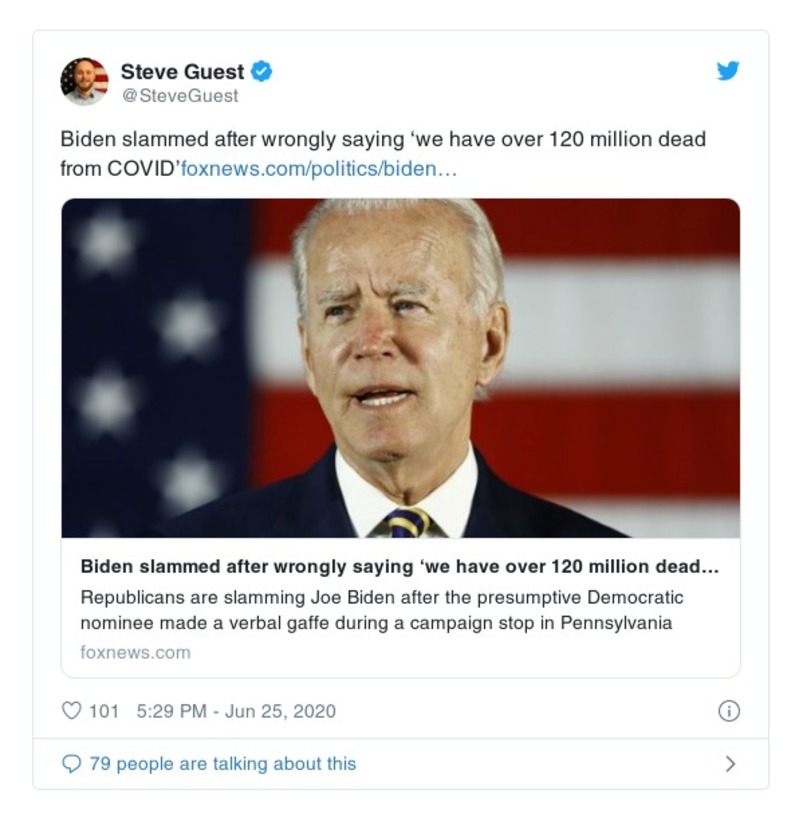 Steve Guest
@SteveGuest
Biden slammed after wrongly saying ‘we have over 120 million dead
from COVID’foxnews.com/politics/biden…
Biden slammed after wrongly saying ‘we have over 120 million dead...
Republicans are slamming Joe Biden after the presumptive Democratic
nominee made a verbal gaffe during a campaign stop in Pennsylvania
foxnews.com
101 5:29 PM - Jun 25, 2020
79 people are talking about this